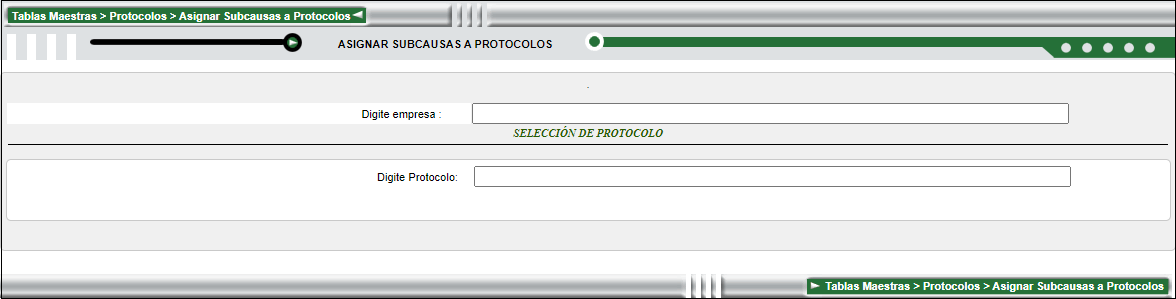 Tablas Maestras > Protocolos > Asignar Subcausas a Protocolos
ASIGNAR SUBCAUSAS A PROTOCOLOS
.
Digite empresa :
SELECCIÓN DE PROTOCOLO
Digite Protocolo:
Tablas Maestras > Protocolos > Asignar Subcausas a Protocolos